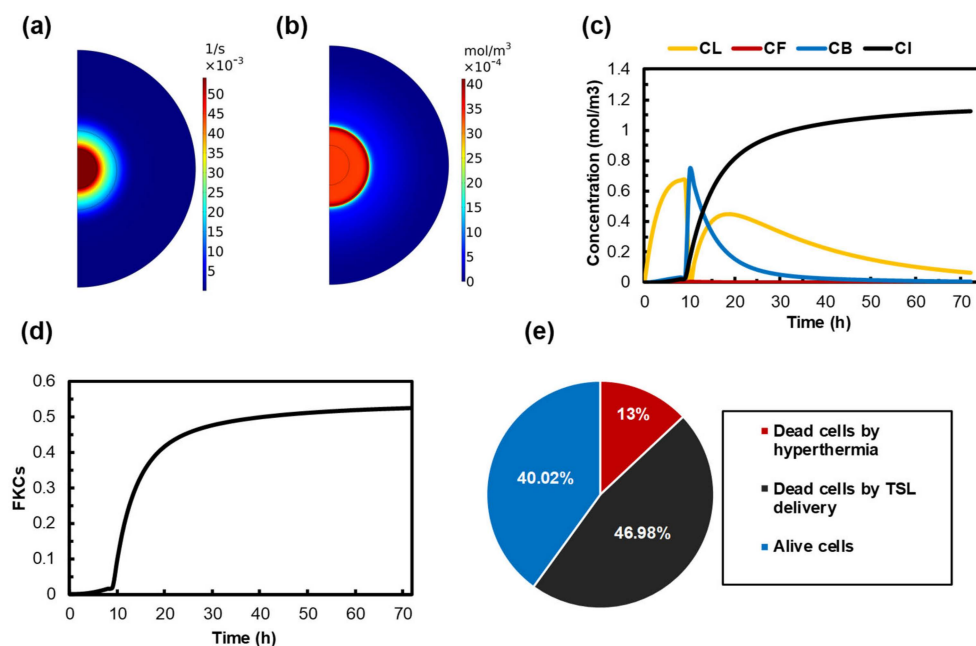 (a)
1/s
×10⁻³
50
45
40
35
30
25
20
15
10
5
(b)
mol/m³
×10⁻⁴
40
35
30
25
20
15
10
5
0
(c)
CL CF CB CI
Concentration (mol/m3)
1.4
1.2
1
0.8
0.6
0.4
0.2
0
0 10 20 30 40 50 60 70
Time (h)
(d)
FKCs
0.6
0.5
0.4
0.3
0.2
0.1
0
0 10 20 30 40 50 60 70
Time (h)
(e)
13%
40.02%
46.98%
Dead cells by
hyperthermia
Dead cells by TSL
delivery
Alive cells